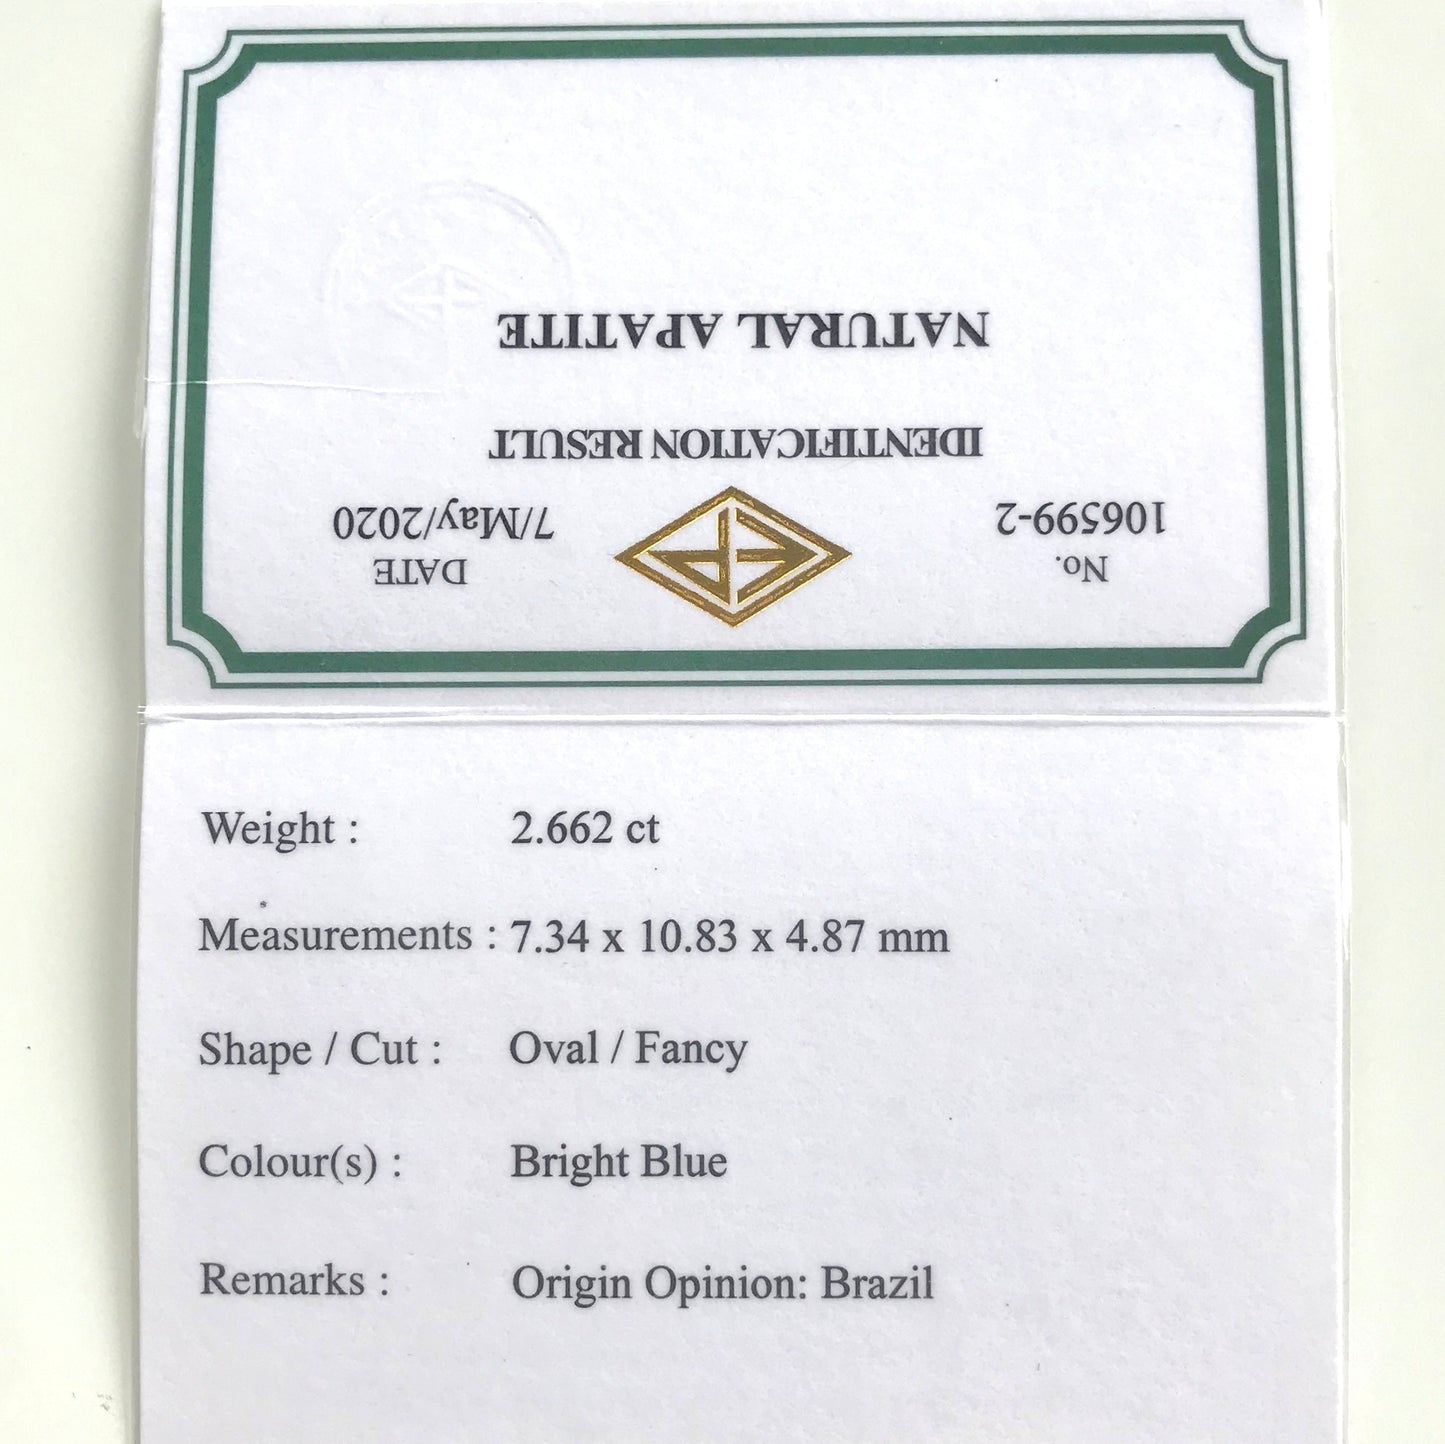 No.
106599-2
DATE
7/May/2020
IDENTIFICATION RESULT
NATURAL APATITE
Weight : 2.662 ct
Measurements : 7.34 x 10.83 x 4.87 mm
Shape / Cut : Oval / Fancy
Colour(s) : Bright Blue
Remarks : Origin Opinion: Brazil